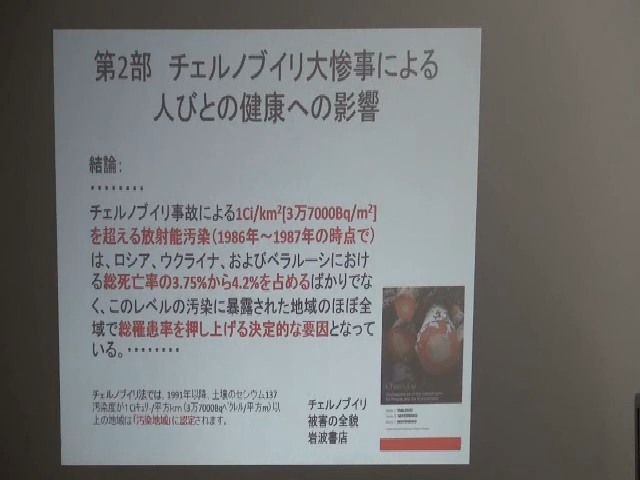 第2部 チェルノブイリ大惨事による
人びとの健康への影響
結論:
………
チェルノブイリ事故による1Ci/km²[3万7000Bq/m²]
を超える放射能汚染(1986年～1987年の時点で)
は、ロシア、ウクライナ、およびベラルーシにおけ
る総死亡率の3.75%から4.2%を占めるばかりでな
く、このレベルの汚染に暴露された地域のほぼ全
域で総罹患率を押し上げる決定的な要因となって
いる。………
チェルノブイリ法では、1991年以降、土壌のセシウム137
汚染度が1Ciキュリー/平方km(3万7000Bqベクレル/平方m)以
上の地域は「汚染地域」に認定されます。
チェルノブイリ
被害の全貌
岩波書店